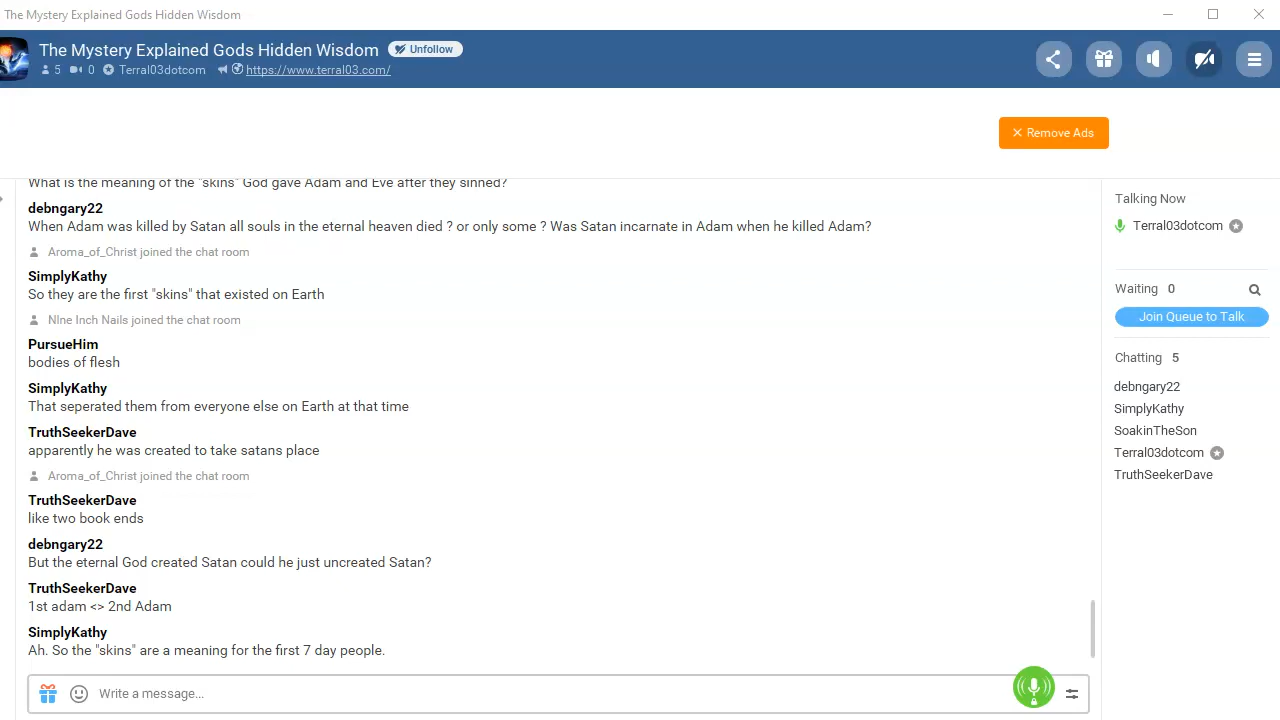 The Mystery Explained Gods Hidden Wisdom
The Mystery Explained Gods Hidden Wisdom Unfollow
5 0 Terral03dotcom https://www.terral03.com/
Remove Ads
What is the meaning of the "skins" God gave Adam and Eve after they sinned?
debngary22
When Adam was killed by Satan all souls in the eternal heaven died ? or only some ? Was Satan incarnate in Adam when he killed Adam?
Aroma_of_Christ joined the chat room
SimplyKathy
So they are the first "skins" that existed on Earth
NIne Inch Nails joined the chat room
PursueHim
bodies of flesh
SimplyKathy
That seperated them from everyone else on Earth at that time
TruthSeekerDave
apparently he was created to take satans place
Aroma_of_Christ joined the chat room
TruthSeekerDave
like two book ends
debngary22
But the eternal God created Satan could he just uncreated Satan?
TruthSeekerDave
1st adam <> 2nd Adam
SimplyKathy
Ah. So the "skins" are a meaning for the first 7 day people.
Write a message...
Talking Now
Terral03dotcom
Waiting 0
Join Queue to Talk
Chatting 5
debngary22
SimplyKathy
SoakinTheSon
Terral03dotcom
TruthSeekerDave